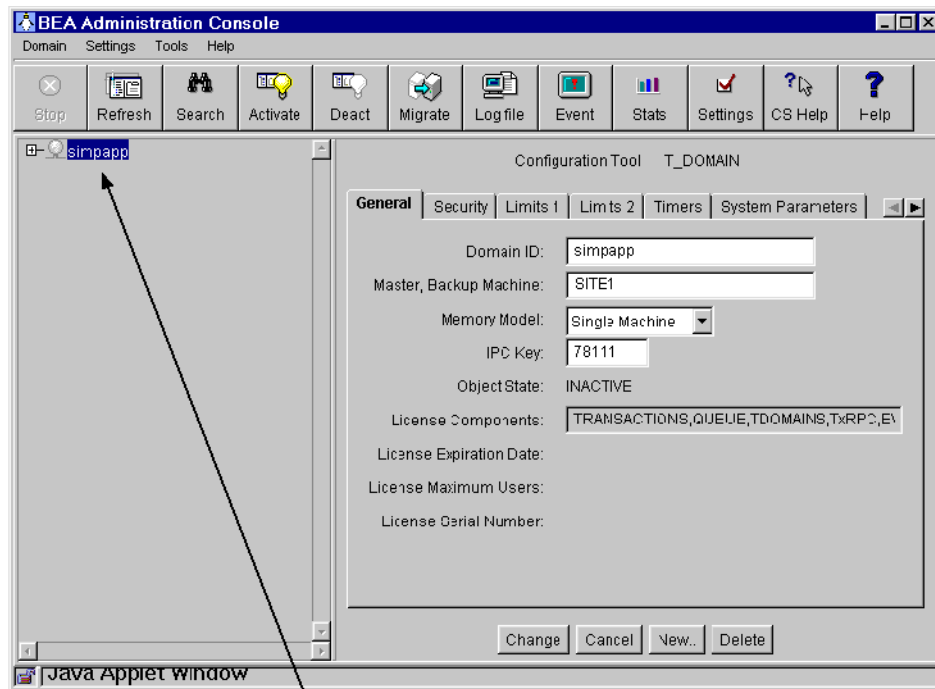 BEA Administration Console
Domain Settings Tools Help
Stop Refresh Search Activate Deact Migrate Logfile Event Stats Settings CS Help Help
simpapp
Configuration Tool T_DOMAIN
General Security Limits 1 Limits 2 Timers System Parameters
Domain ID: simpapp
Master, Backup Machine: SITE1
Memory Model: Single Machine
IPC Key: 78111
Object State: INACTIVE
License Components: TRANSACTIONS,QUEUE,TDOMAINS,TxRPC,EV
License Expiration Date:
License Maximum Users:
License Serial Number:
Change Cancel New.. Delete
Java Applet Window